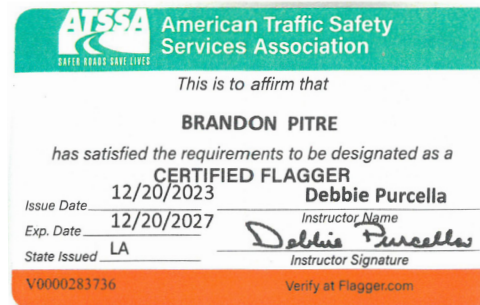 ATSSA
SAFER ROADS SAVE LIVES
American Traffic Safety
Services Association
This is to affirm that
BRANDON PITRE
has satisfied the requirements to be designated as a
CERTIFIED FLAGGER
Issue Date 12/20/2023
Debbie Purcella
Instructor Name
Exp. Date 12/20/2027
Debbie Purcella
State Issued LA
Instructor Signature
V0000283736
Verify at Flagger.com